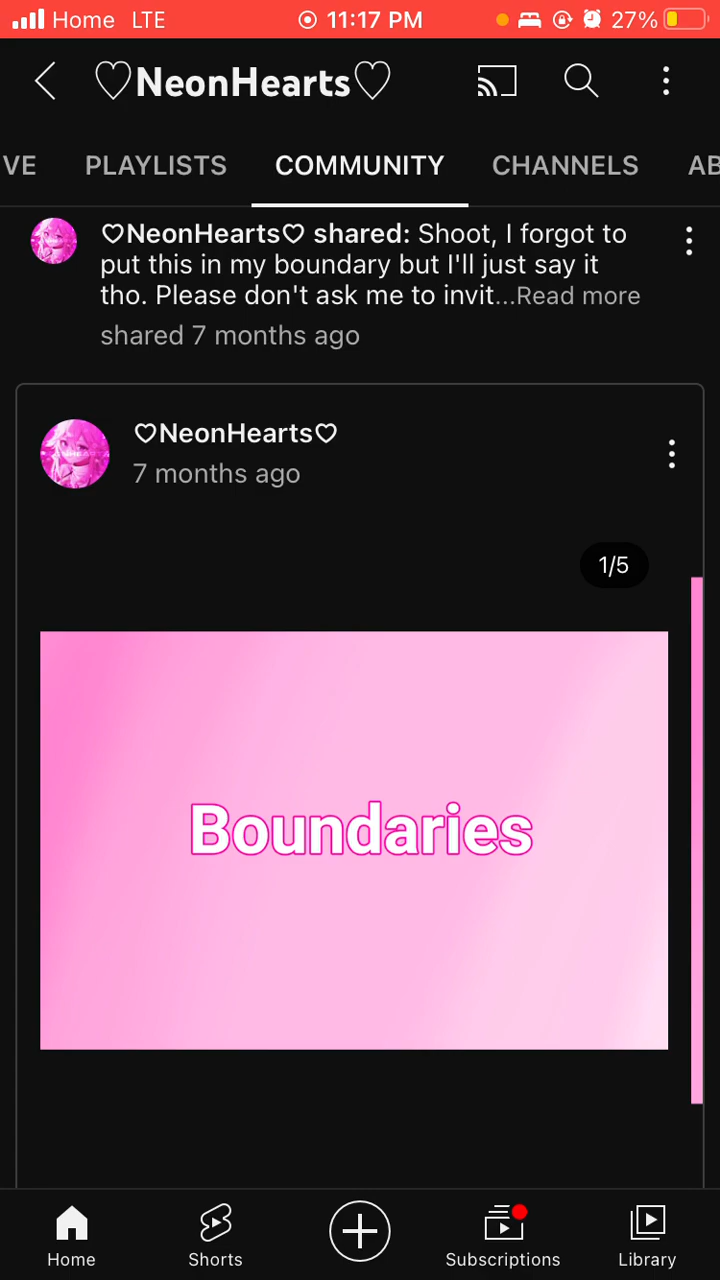 Home LTE 11:17 PM 27%
♡NeonHearts♡
VE PLAYLISTS COMMUNITY CHANNELS AB
♡NeonHearts♡ shared: Shoot, I forgot to
put this in my boundary but I'll just say it
tho. Please don't ask me to invit...Read more
shared 7 months ago
♡NeonHearts♡
7 months ago
1/5
Boundaries
Home Shorts Subscriptions Library